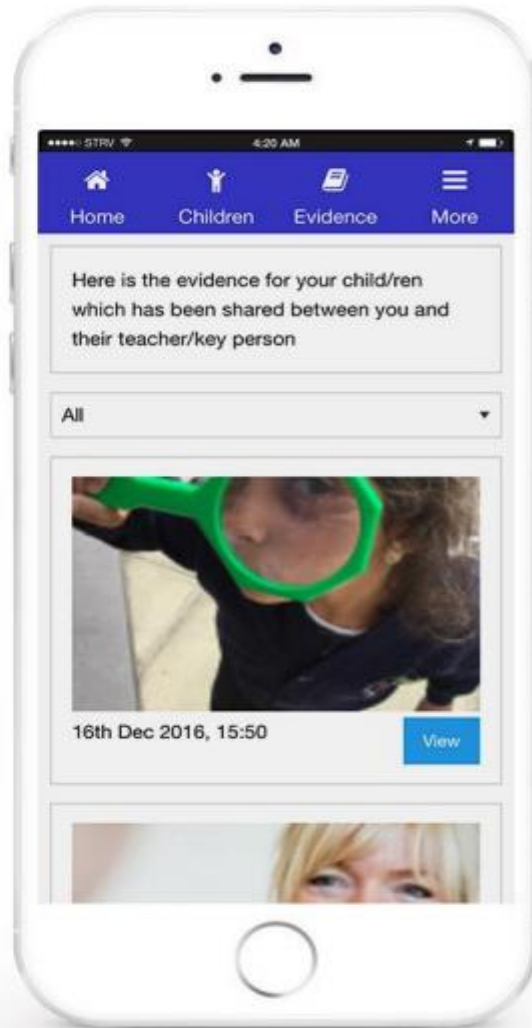 STRV 4:20 AM
Home Children Evidence More
Here is the evidence for your child/ren
which has been shared between you and
their teacher/key person
All
16th Dec 2016, 15:50
View